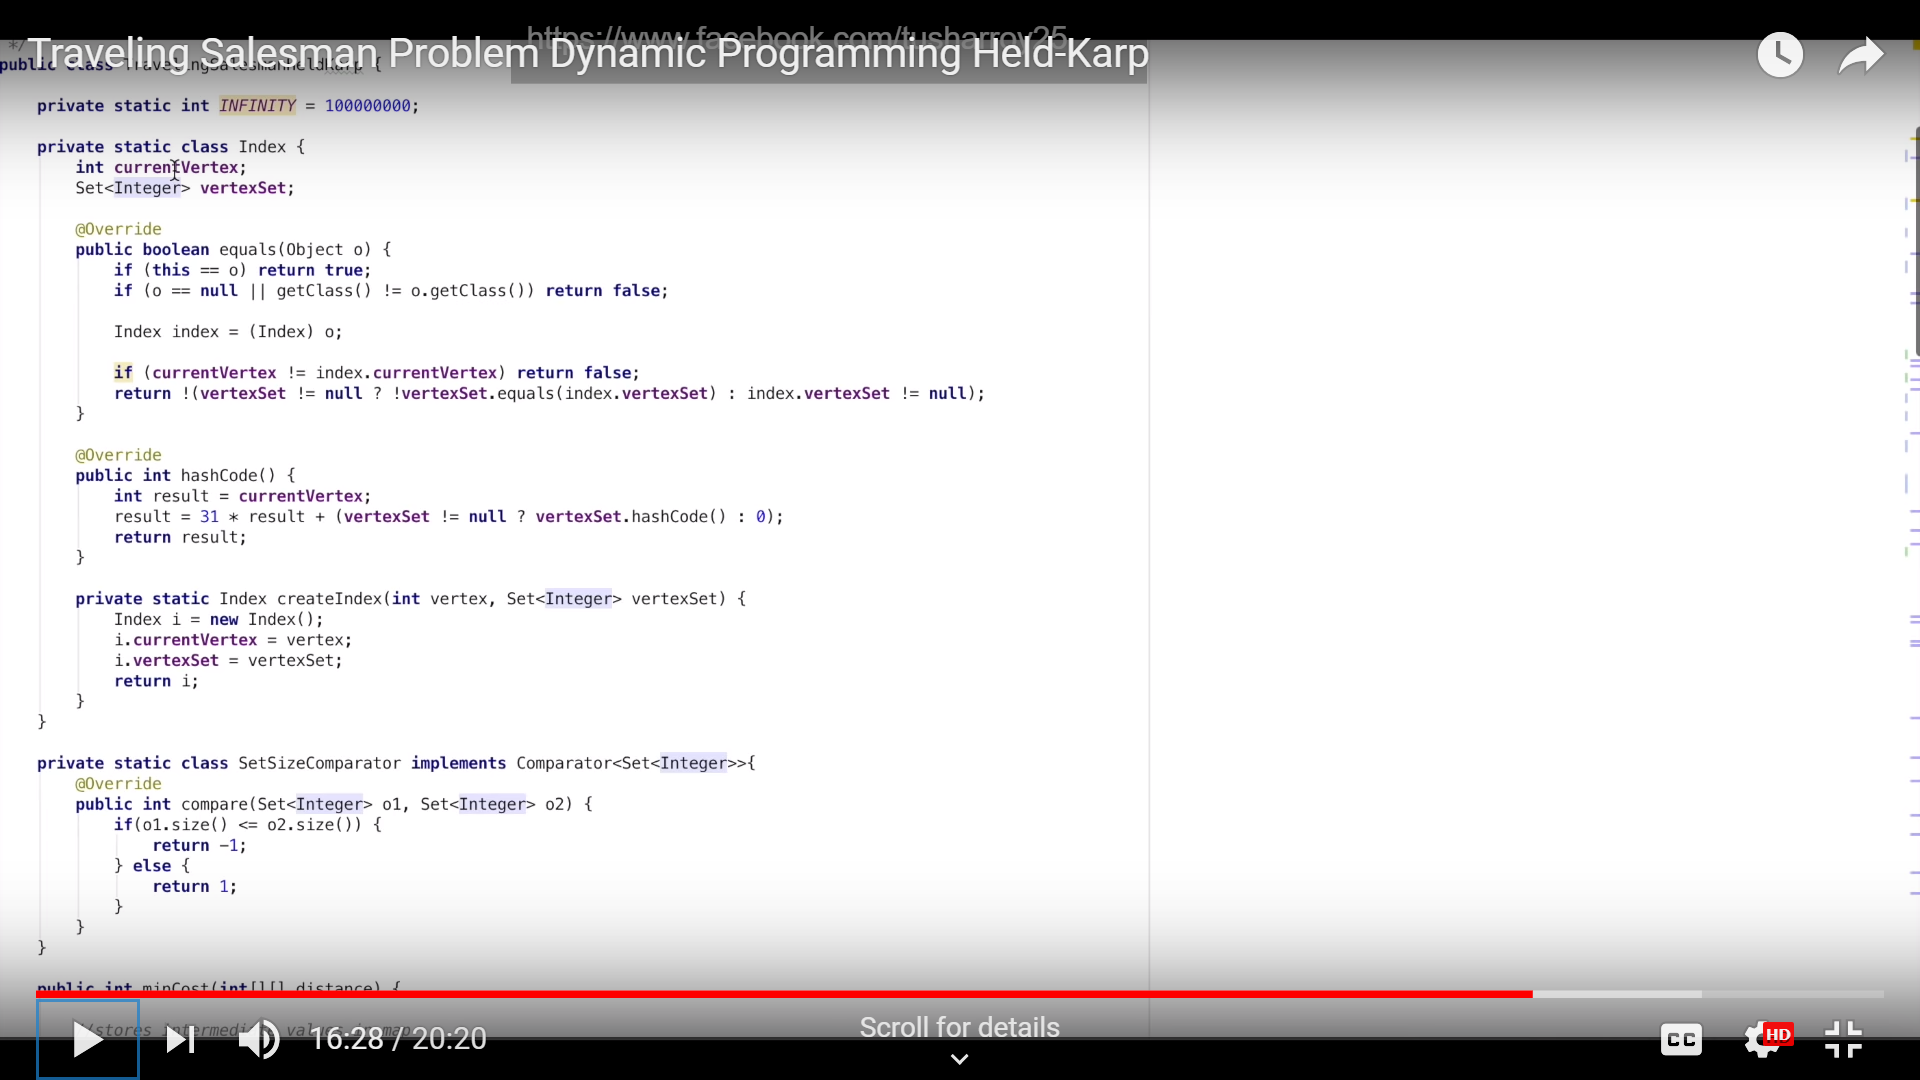 https://www.facebook.com/tusharroy25
Traveling Salesman Problem Dynamic Programming Held-Karp
*/
public class TravelingSalesmanHeldKarp {
private static int INFINITY = 100000000;
private static class Index {
int currentVertex;
Set<Integer> vertexSet;
@Override
public boolean equals(Object o) {
if (this == o) return true;
if (o == null || getClass() != o.getClass()) return false;
Index index = (Index) o;
if (currentVertex != index.currentVertex) return false;
return !(vertexSet != null ? !vertexSet.equals(index.vertexSet) : index.vertexSet != null);
}
@Override
public int hashCode() {
int result = currentVertex;
result = 31 * result + (vertexSet != null ? vertexSet.hashCode() : 0);
return result;
}
private static Index createIndex(int vertex, Set<Integer> vertexSet) {
Index i = new Index();
i.currentVertex = vertex;
i.vertexSet = vertexSet;
return i;
}
}
private static class SetSizeComparator implements Comparator<Set<Integer>>{
@Override
public int compare(Set<Integer> o1, Set<Integer> o2) {
if(o1.size() <= o2.size()) {
return -1;
} else {
return 1;
}
}
}
public int minCost(int[][] distance) {
//stores intermediate values in map
16:28 / 20:20
Scroll for details
CC
HD